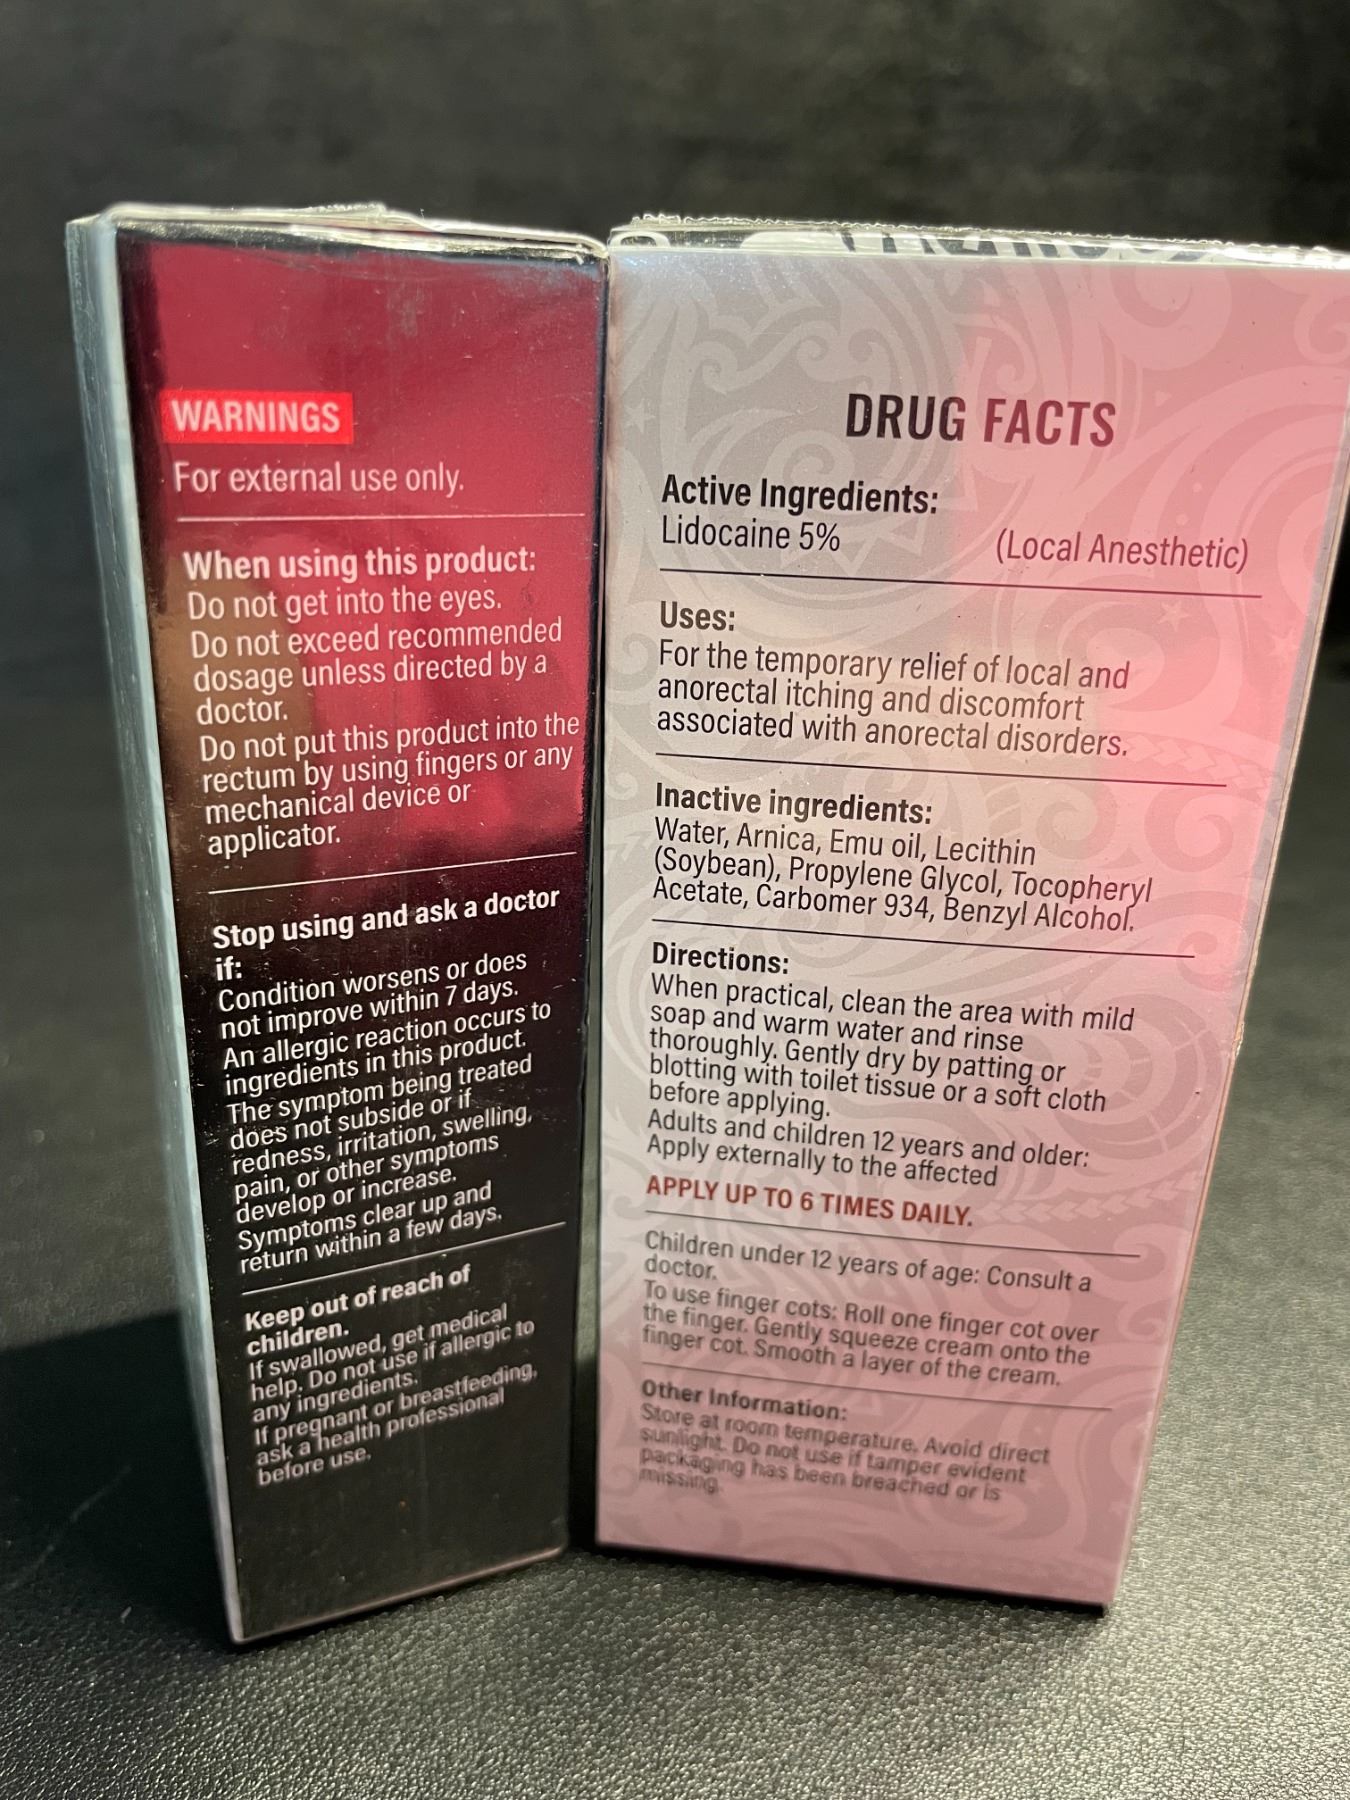 WARNINGS
For external use only.
When using this product:
Do not get into the eyes.
Do not exceed recommended
dosage unless directed by a
doctor.
Do not put this product into the
rectum by using fingers or any
mechanical device or
applicator.
Stop using and ask a doctor
if:
Condition worsens or does
not improve within 7 days.
An allergic reaction occurs to
ingredients in this product.
The symptom being treated
does not subside or if
redness, irritation, swelling,
pain, or other symptoms
develop or increase.
Symptoms clear up and
return within a few days.
Keep out of reach of
children.
If swallowed, get medical
help. Do not use if allergic to
any ingredients.
If pregnant or breastfeeding,
ask a health professional
before use.
DRUG FACTS
Active Ingredients:
Lidocaine 5% (Local Anesthetic)
Uses:
For the temporary relief of local and
anorectal itching and discomfort
associated with anorectal disorders.
Inactive ingredients:
Water, Arnica, Emu oil, Lecithin
(Soybean), Propylene Glycol, Tocopheryl
Acetate, Carbomer 934, Benzyl Alcohol.
Directions:
When practical, clean the area with mild
soap and warm water and rinse
thoroughly. Gently dry by patting or
blotting with toilet tissue or a soft cloth
before applying.
Adults and children 12 years and older:
Apply externally to the affected
APPLY UP TO 6 TIMES DAILY.
Children under 12 years of age: Consult a
doctor.
To use finger cots: Roll one finger cot over
the finger. Gently squeeze cream onto the
finger cot. Smooth a layer of the cream.
Other Information:
Store at room temperature. Avoid direct
sunlight. Do not use if tamper evident
packaging has been breached or is
missing.